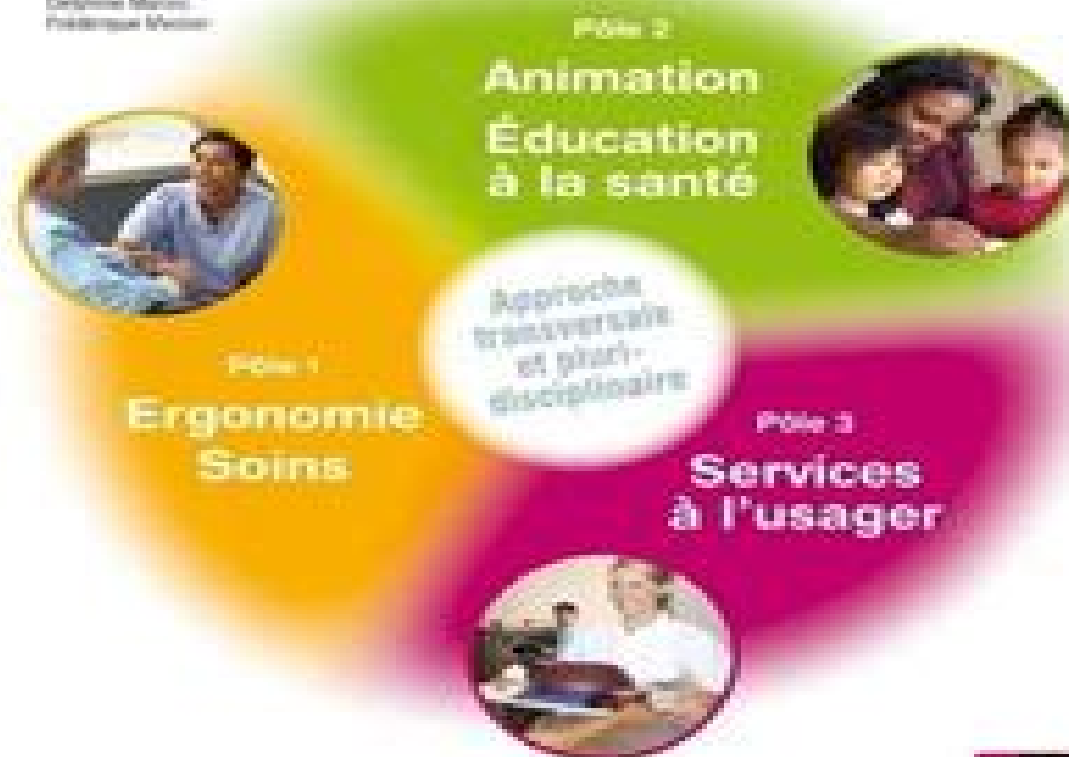 Pôle 2
Animation
Éducation
à la santé
Approche
transversale
et pluri-
disciplinaire
Pôle 1
Ergonomie
Soins
Pôle 3
Services
à l'usager